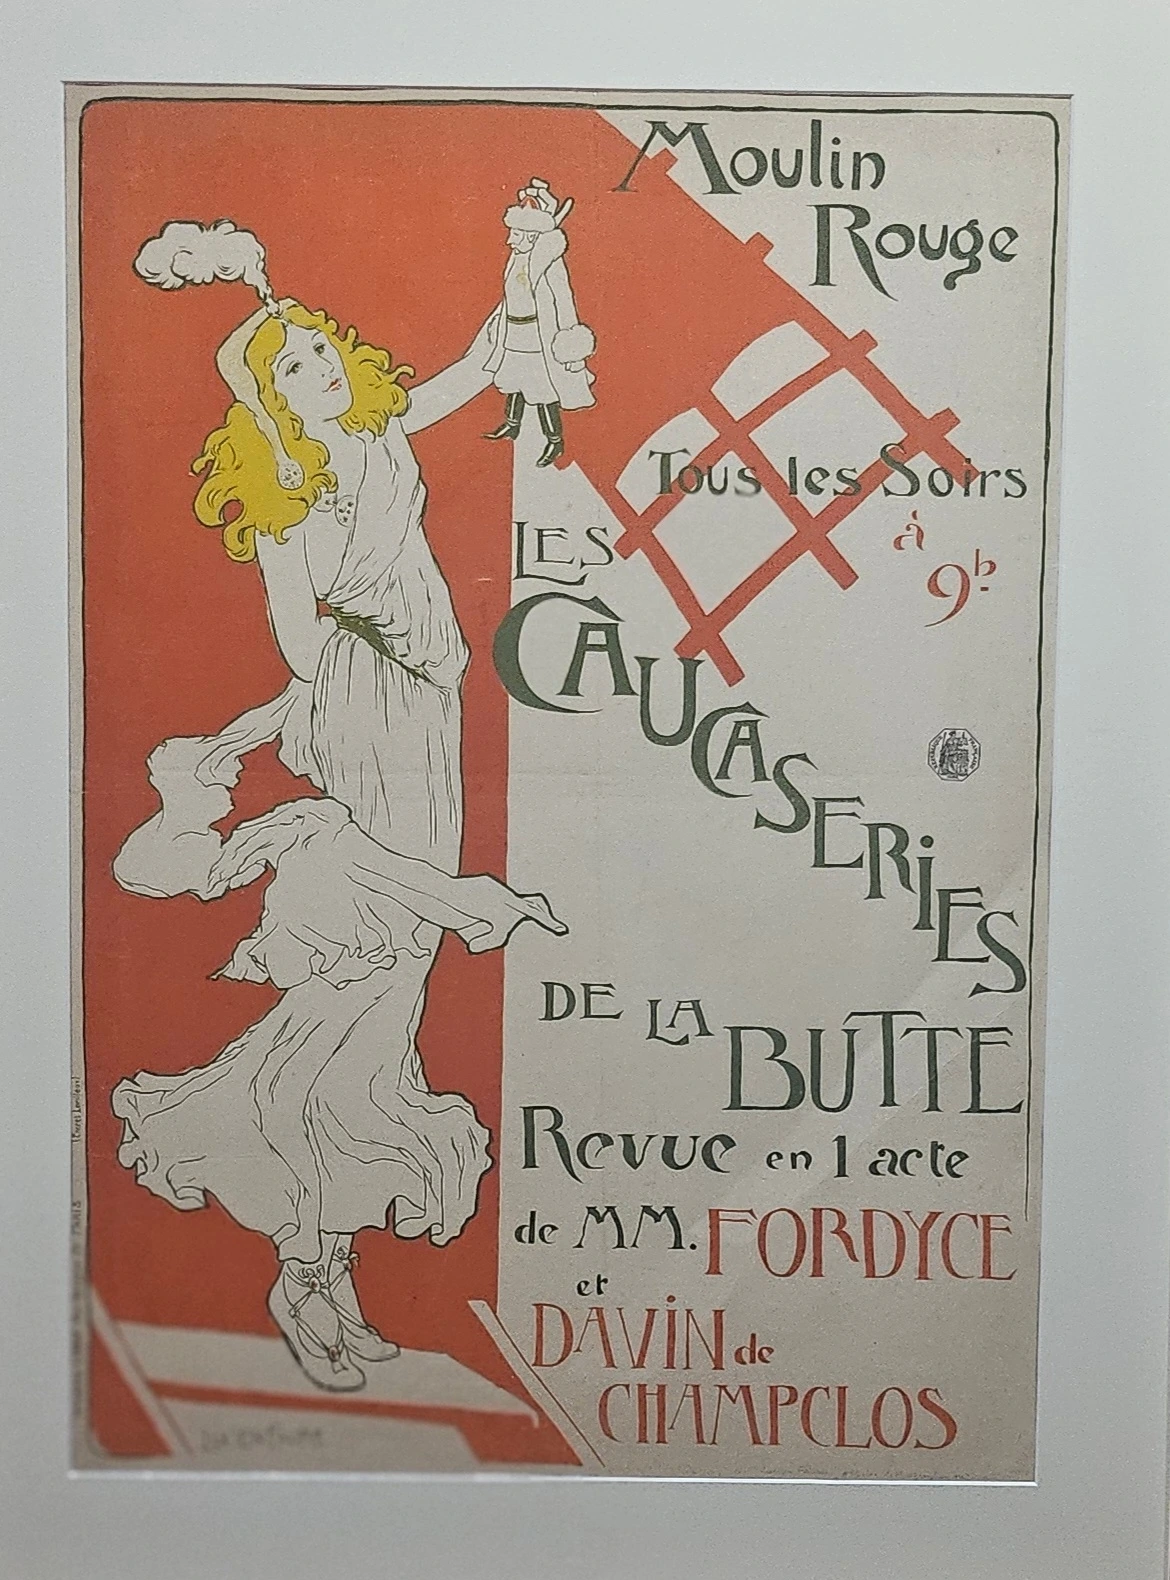 Moulin
Rouge
Tous les Soirs
à
9h.
LES
CAUCASERIES
DE LA
BUTTE
Revue en 1 acte
de MM. FORDYCE
et
DAVIN de
CHAMPCLOS